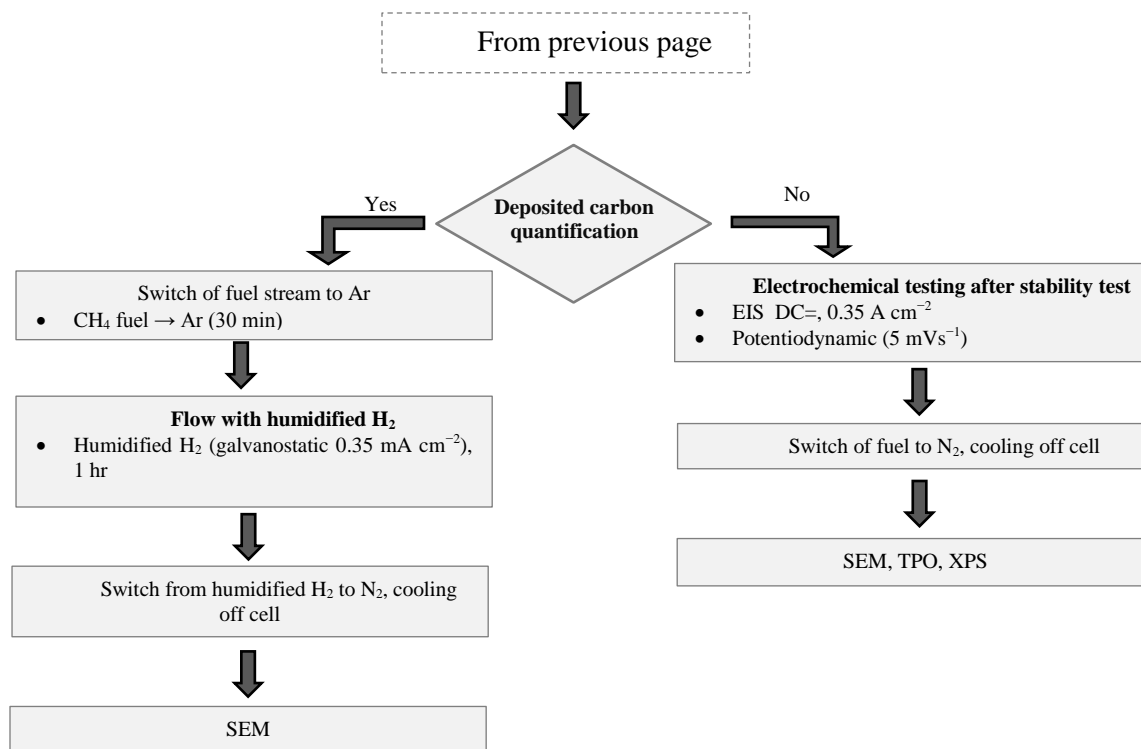 From previous page
Deposited carbon
quantification
Yes
No
Switch of fuel stream to Ar
• CH₄ fuel → Ar (30 min)
Flow with humidified H₂
• Humidified H₂ (galvanostatic 0.35 mA cm⁻²),
1 hr
Switch from humidified H₂ to N₂, cooling
off cell
SEM
Electrochemical testing after stability test
• EIS DC=, 0.35 A cm⁻²
• Potentiodynamic (5 mVs⁻¹)
Switch of fuel to N₂, cooling off cell
SEM, TPO, XPS